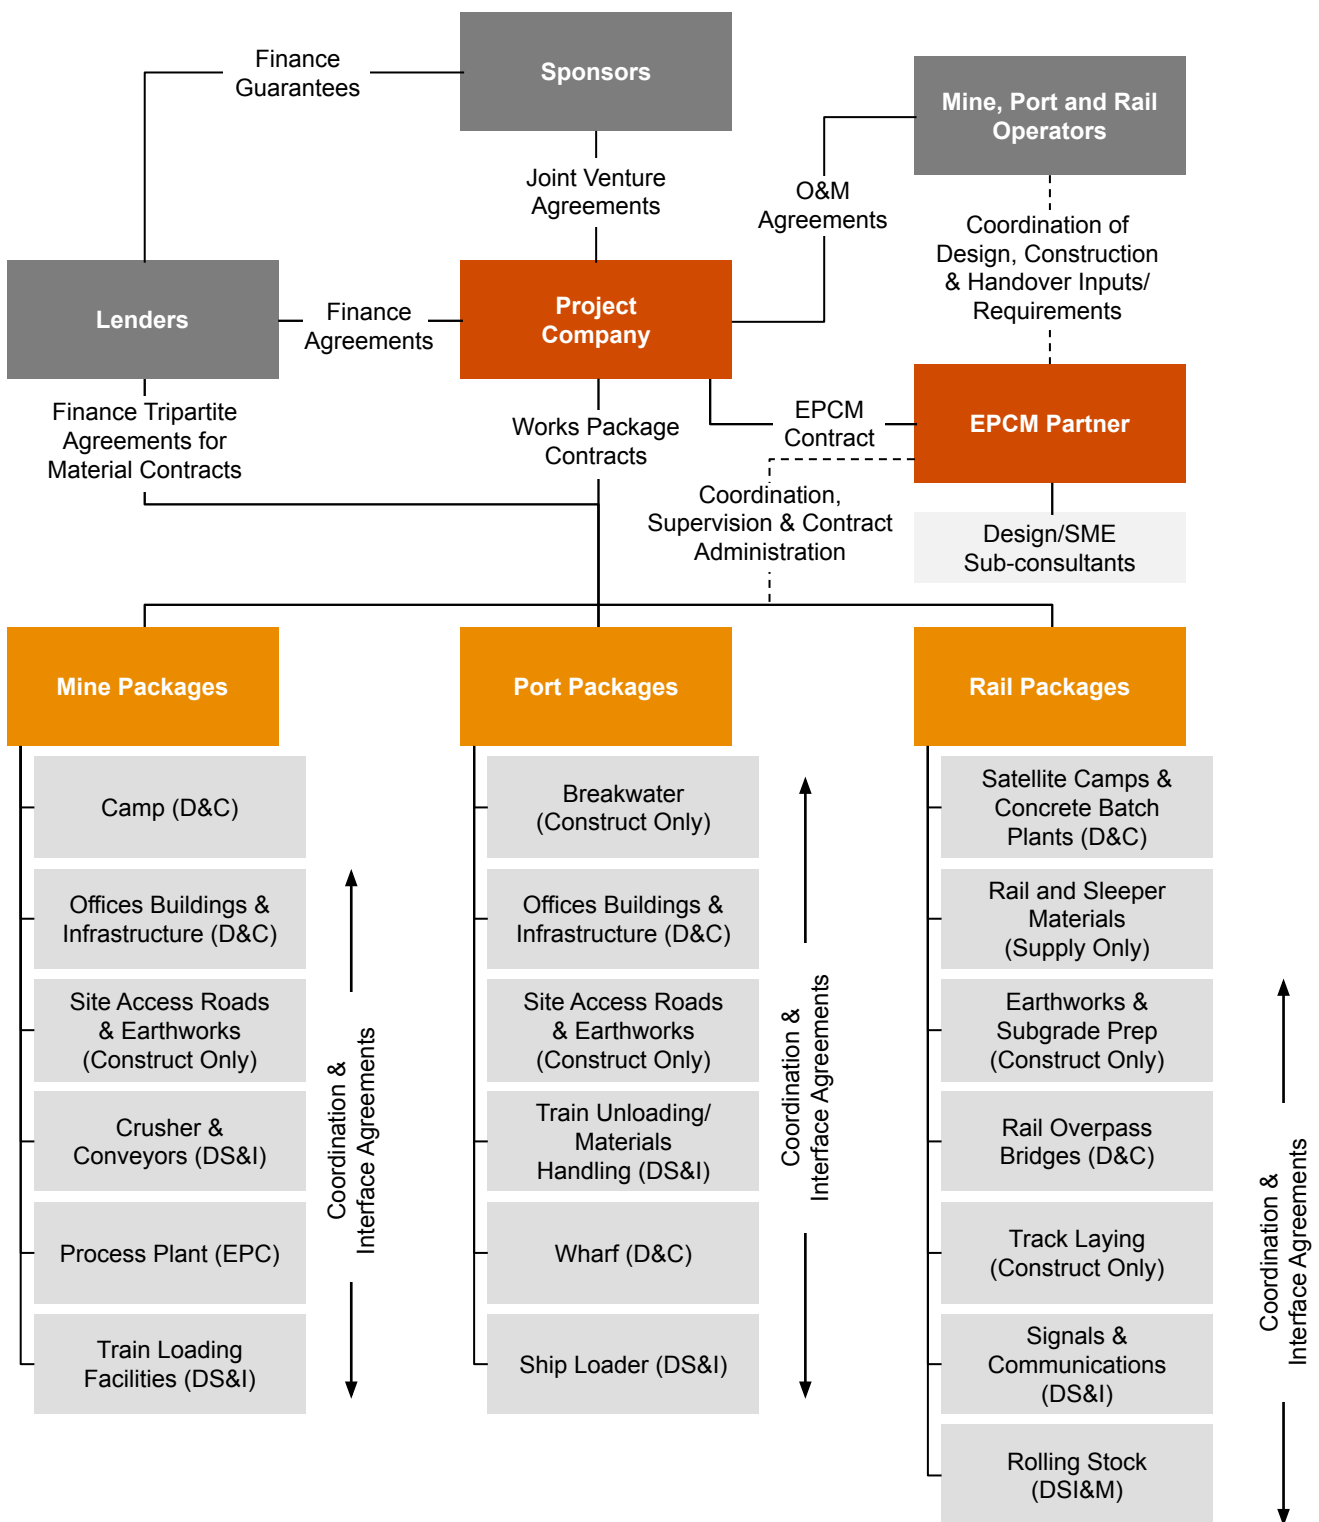 Finance
Guarantees
Sponsors
Mine, Port and Rail
Operators
Joint Venture
Agreements
O&M
Agreements
Coordination of
Design, Construction
& Handover Inputs/
Requirements
Lenders
Finance
Agreements
Project
Company
Finance Tripartite
Agreements for
Material Contracts
Works Package
Contracts
EPCM
Contract
EPCM Partner
Coordination,
Supervision & Contract
Administration
Design/SME
Sub-consultants
Mine Packages
Port Packages
Rail Packages
Camp (D&C)
Offices Buildings &
Infrastructure (D&C)
Site Access Roads
& Earthworks
(Construct Only)
Crusher &
Conveyors (DS&I)
Process Plant (EPC)
Train Loading
Facilities (DS&I)
Coordination &
Interface Agreements
Breakwater
(Construct Only)
Offices Buildings &
Infrastructure (D&C)
Site Access Roads
& Earthworks
(Construct Only)
Train Unloading/
Materials
Handling (DS&I)
Wharf (D&C)
Ship Loader (DS&I)
Coordination &
Interface Agreements
Satellite Camps &
Concrete Batch
Plants (D&C)
Rail and Sleeper
Materials
(Supply Only)
Earthworks &
Subgrade Prep
(Construct Only)
Rail Overpass
Bridges (D&C)
Track Laying
(Construct Only)
Signals &
Communications
(DS&I)
Rolling Stock
(DSI&M)
Coordination &
Interface Agreements